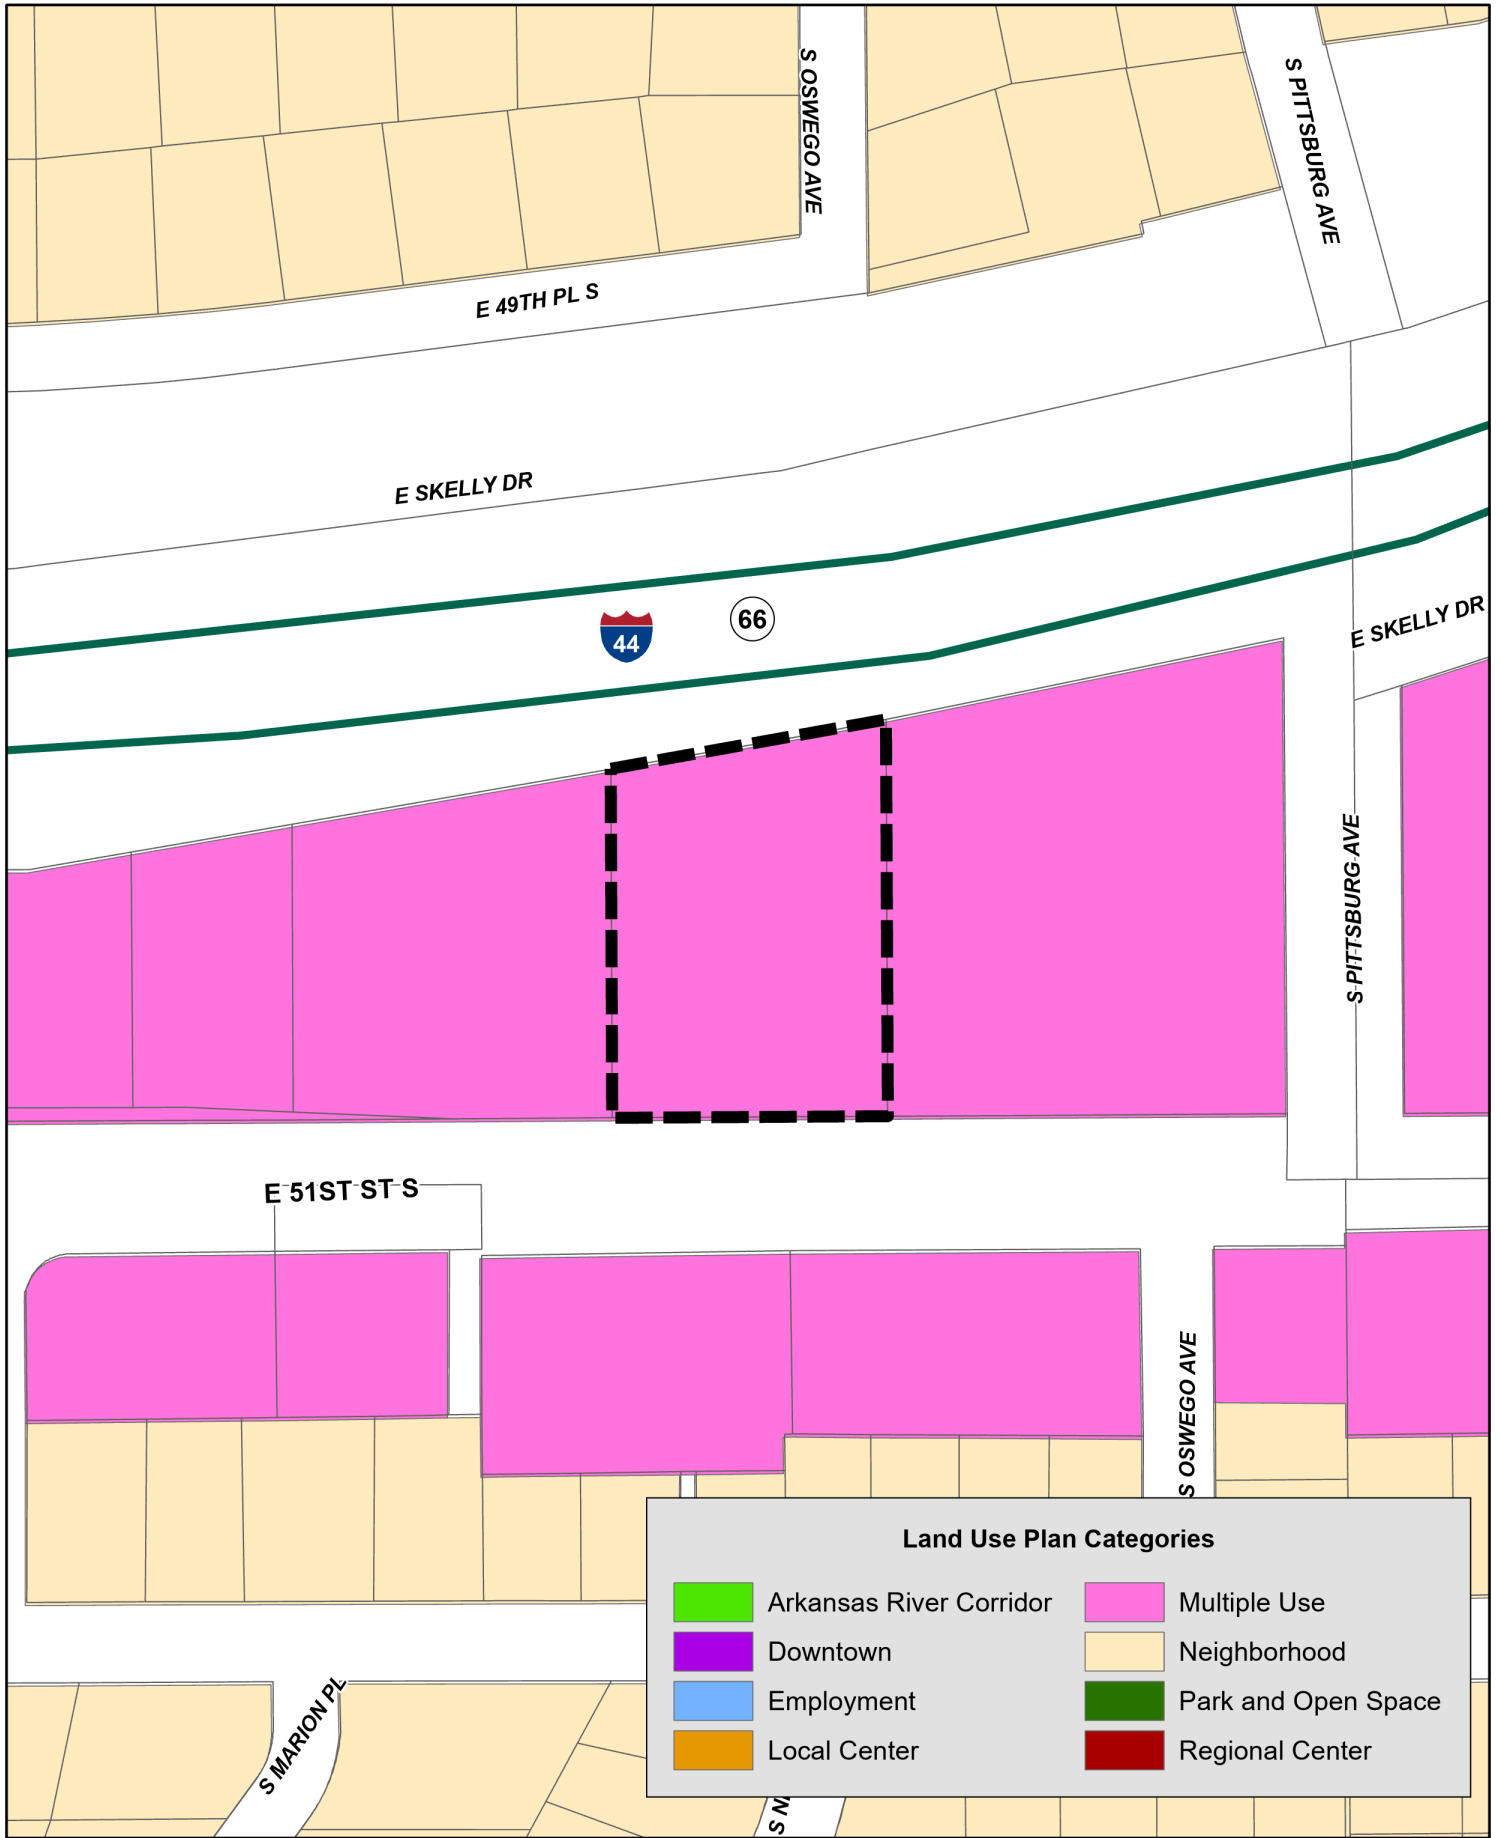 S OSWEGO AVE
S PITTSBURG AVE
E 49TH PL S
E SKELLY DR
44
66
E SKELLY DR
S PITTSBURG AVE
E 51ST ST S
S OSWEGO AVE
Land Use Plan Categories
Arkansas River Corridor
Multiple Use
Downtown
Neighborhood
Employment
Park and Open Space
Local Center
Regional Center
S MARION PL